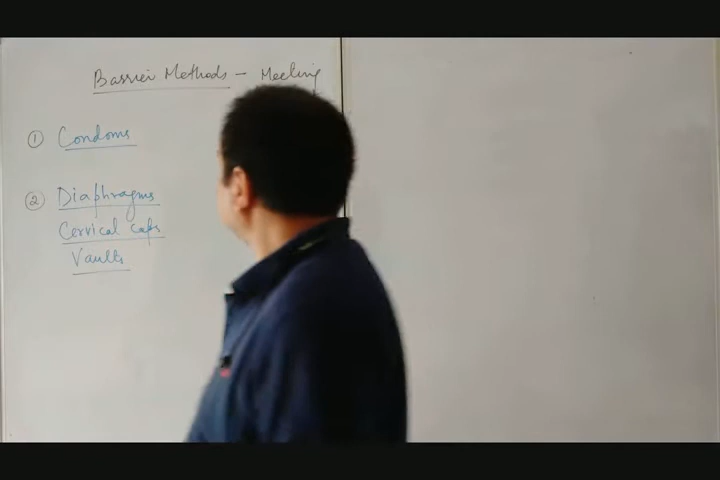 Barrier Methods - Meeting
① Condoms
② Diaphragms
Cervical caps
Vaults